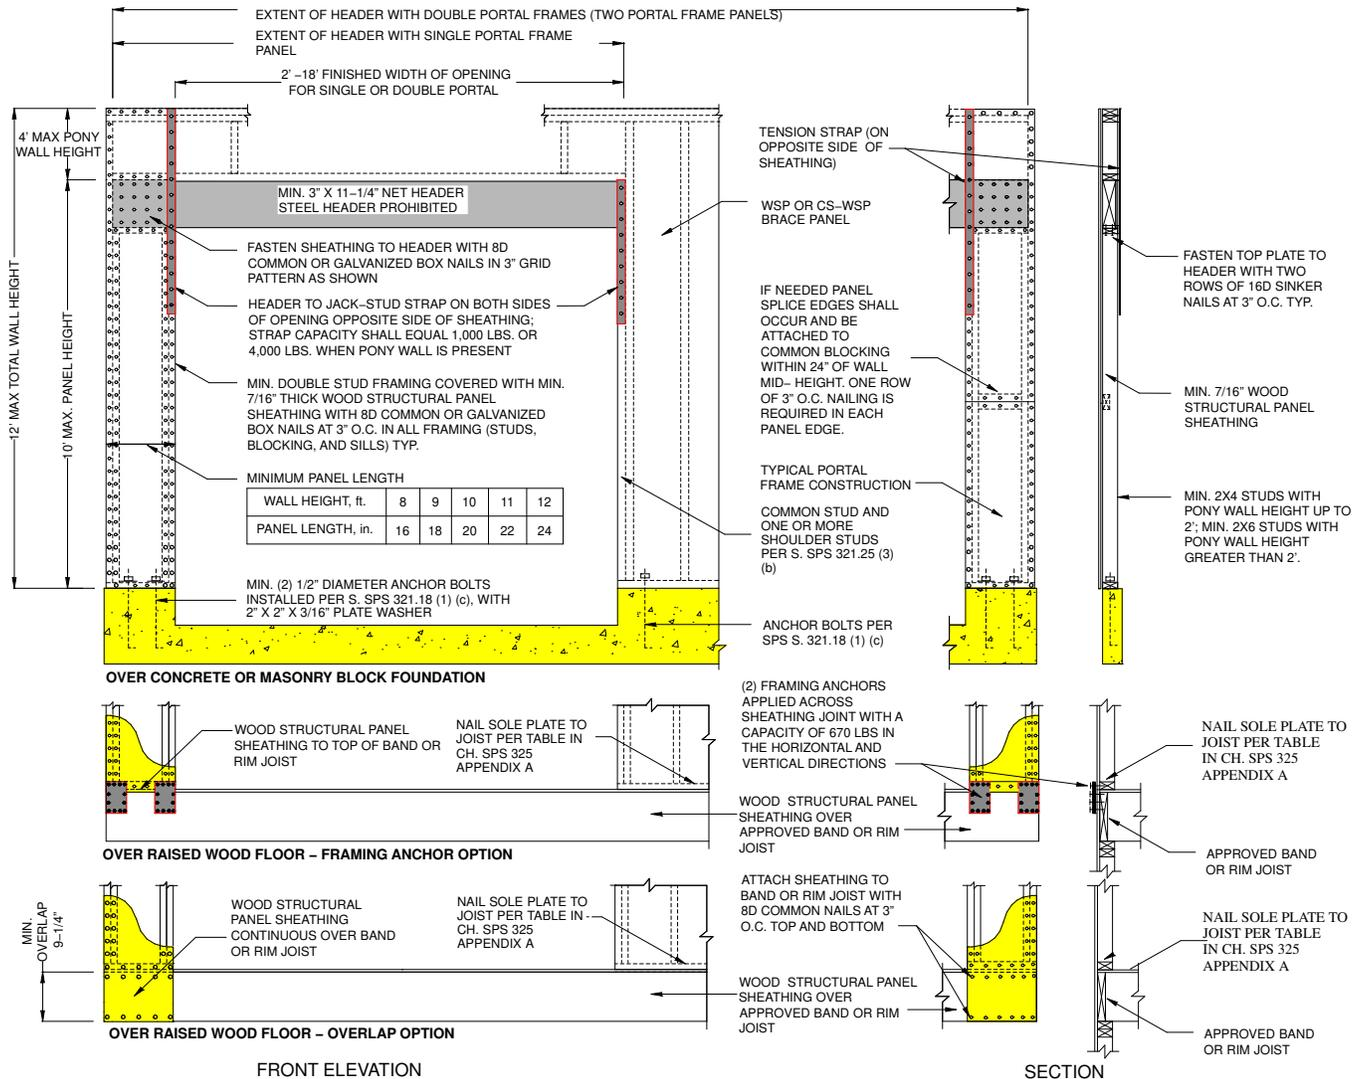 EXTENT OF HEADER WITH DOUBLE PORTAL FRAMES (TWO PORTAL FRAME PANELS)
EXTENT OF HEADER WITH SINGLE PORTAL FRAME
PANEL
2' –18' FINISHED WIDTH OF OPENING
FOR SINGLE OR DOUBLE PORTAL
4' MAX PONY
WALL HEIGHT
12' MAX TOTAL WALL HEIGHT
10' MAX. PANEL HEIGHT
MIN. 3" X 11–1/4" NET HEADER
STEEL HEADER PROHIBITED
FASTEN SHEATHING TO HEADER WITH 8D
COMMON OR GALVANIZED BOX NAILS IN 3" GRID
PATTERN AS SHOWN
HEADER TO JACK–STUD STRAP ON BOTH SIDES
OF OPENING OPPOSITE SIDE OF SHEATHING;
STRAP CAPACITY SHALL EQUAL 1,000 LBS. OR
4,000 LBS. WHEN PONY WALL IS PRESENT
MIN. DOUBLE STUD FRAMING COVERED WITH MIN.
7/16" THICK WOOD STRUCTURAL PANEL
SHEATHING WITH 8D COMMON OR GALVANIZED
BOX NAILS AT 3" O.C. IN ALL FRAMING (STUDS,
BLOCKING, AND SILLS) TYP.
MINIMUM PANEL LENGTH
WALL HEIGHT, ft. 8 9 10 11 12
PANEL LENGTH, in. 16 18 20 22 24
MIN. (2) 1/2" DIAMETER ANCHOR BOLTS
INSTALLED PER S. SPS 321.18 (1) (c), WITH
2" X 2" X 3/16" PLATE WASHER
TENSION STRAP (ON
OPPOSITE SIDE OF
SHEATHING)
WSP OR CS–WSP
BRACE PANEL
IF NEEDED PANEL
SPLICE EDGES SHALL
OCCUR AND BE
ATTACHED TO
COMMON BLOCKING
WITHIN 24" OF WALL
MID– HEIGHT. ONE ROW
OF 3" O.C. NAILING IS
REQUIRED IN EACH
PANEL EDGE.
TYPICAL PORTAL
FRAME CONSTRUCTION
COMMON STUD AND
ONE OR MORE
SHOULDER STUDS
PER S. SPS 321.25 (3)
(b)
ANCHOR BOLTS PER
SPS S. 321.18 (1) (c)
FASTEN TOP PLATE TO
HEADER WITH TWO
ROWS OF 16D SINKER
NAILS AT 3" O.C. TYP.
MIN. 7/16" WOOD
STRUCTURAL PANEL
SHEATHING
MIN. 2X4 STUDS WITH
PONY WALL HEIGHT UP TO
2'; MIN. 2X6 STUDS WITH
PONY WALL HEIGHT
GREATER THAN 2'.
OVER CONCRETE OR MASONRY BLOCK FOUNDATION
WOOD STRUCTURAL PANEL
SHEATHING TO TOP OF BAND OR
RIM JOIST
NAIL SOLE PLATE TO
JOIST PER TABLE IN
CH. SPS 325
APPENDIX A
(2) FRAMING ANCHORS
APPLIED ACROSS
SHEATHING JOINT WITH A
CAPACITY OF 670 LBS IN
THE HORIZONTAL AND
VERTICAL DIRECTIONS
WOOD STRUCTURAL PANEL
SHEATHING OVER
APPROVED BAND OR RIM
JOIST
NAIL SOLE PLATE TO
JOIST PER TABLE
IN CH. SPS 325
APPENDIX A
APPROVED BAND
OR RIM JOIST
OVER RAISED WOOD FLOOR – FRAMING ANCHOR OPTION
MIN.
OVERLAP
9–1/4"
WOOD STRUCTURAL
PANEL SHEATHING
CONTINUOUS OVER BAND
OR RIM JOIST
NAIL SOLE PLATE TO
JOIST PER TABLE IN
CH. SPS 325
APPENDIX A
ATTACH SHEATHING TO
BAND OR RIM JOIST WITH
8D COMMON NAILS AT 3"
O.C. TOP AND BOTTOM
WOOD STRUCTURAL PANEL
SHEATHING OVER
APPROVED BAND OR RIM
JOIST
NAIL SOLE PLATE TO
JOIST PER TABLE
IN CH. SPS 325
APPENDIX A
APPROVED BAND
OR RIM JOIST
OVER RAISED WOOD FLOOR – OVERLAP OPTION
FRONT ELEVATION
SECTION